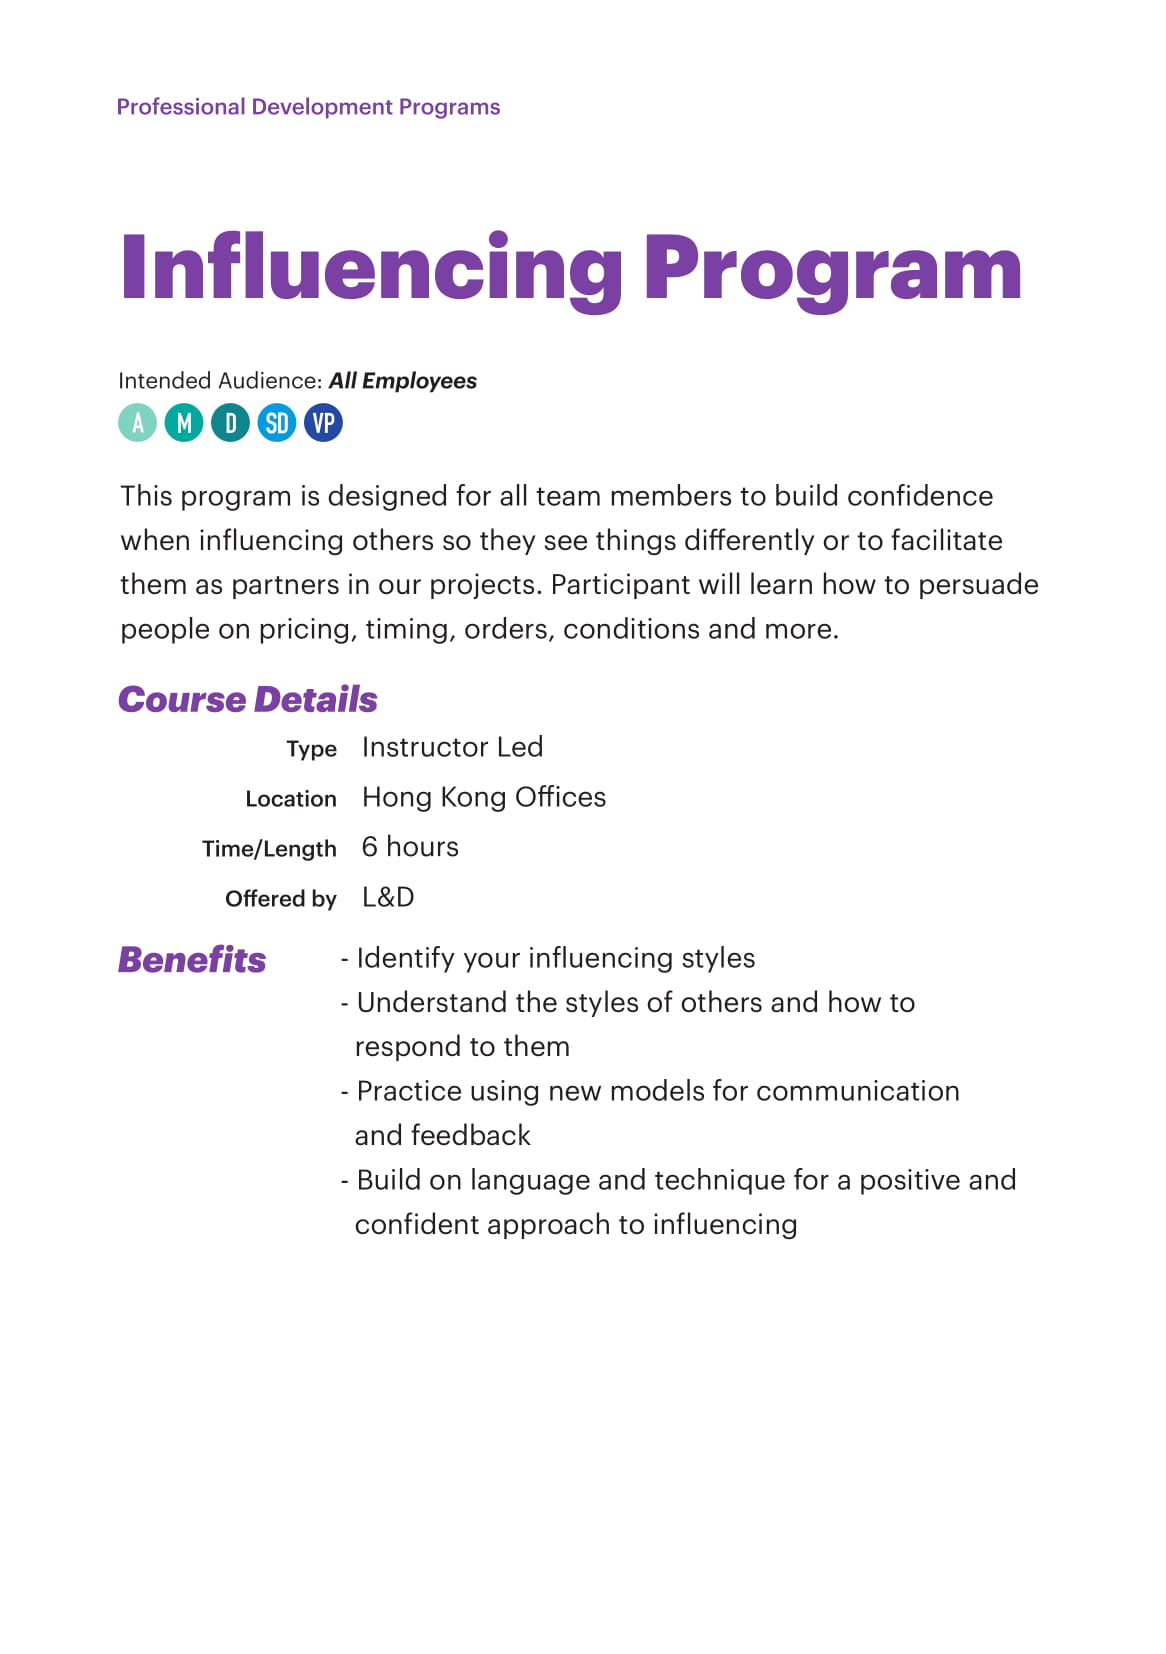 Professional Development Programs
Influencing Program
Intended Audience: All Employees
A M D SD VP
This program is designed for all team members to build confidence
when influencing others so they see things differently or to facilitate
them as partners in our projects. Participant will learn how to persuade
people on pricing, timing, orders, conditions and more.
Course Details
Type Instructor Led
Location Hong Kong Offices
Time/Length 6 hours
Offered by L&D
Benefits - Identify your influencing styles
- Understand the styles of others and how to
respond to them
- Practice using new models for communication
and feedback
- Build on language and technique for a positive and
confident approach to influencing